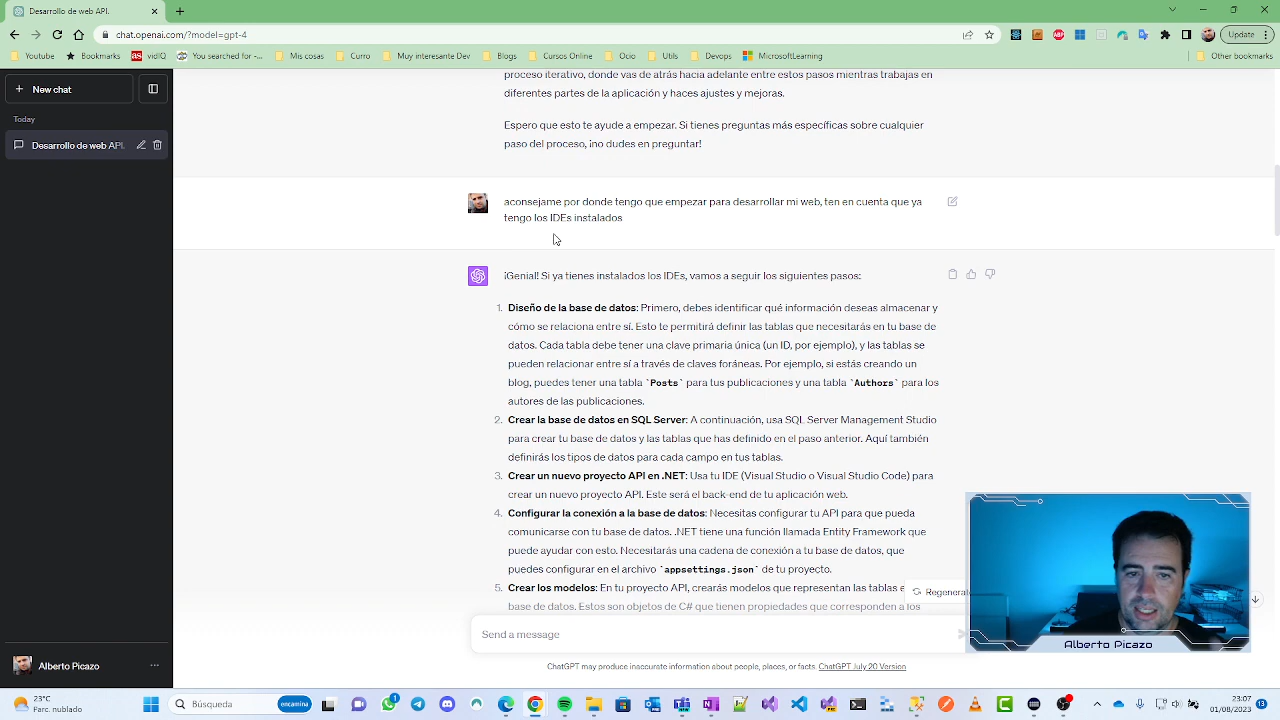 Desarrollo de web API.
chat.openai.com/?model=gpt-4
Update
Youtube
Bookmarks
vidIQ
You searched for -...
Mis cosas
Curro
Muy interesante Dev
Blogs
Cursos Online
Ocio
Utils
Devops
MicrosoftLearning
Other bookmarks
New chat
Today
Desarrollo de web API.
proceso iterativo, donde vas de atrás hacia adelante entre estos pasos mientras trabajas en
diferentes partes de la aplicación y haces ajustes y mejoras.
Espero que esto te ayude a empezar. Si tienes preguntas más específicas sobre cualquier
paso del proceso, ¡no dudes en preguntar!
aconsejame por donde tengo que empezar para desarrollar mi web, ten en cuenta que ya
tengo los IDEs instalados
¡Genial! Si ya tienes instalados los IDEs, vamos a seguir los siguientes pasos:
1. Diseño de la base de datos: Primero, debes identificar qué información deseas almacenar y
cómo se relaciona entre sí. Esto te permitirá definir las tablas que necesitarás en tu base de
datos. Cada tabla debe tener una clave primaria única (un ID, por ejemplo), y las tablas se
pueden relacionar entre sí a través de claves foráneas. Por ejemplo, si estás creando un
blog, puedes tener una tabla `Posts` para tus publicaciones y una tabla `Authors` para los
autores de las publicaciones.
2. Crear la base de datos en SQL Server: A continuación, usa SQL Server Management Studio
para crear tu base de datos y las tablas que has definido en el paso anterior. Aquí también
definirás los tipos de datos para cada campo en tus tablas.
3. Crear un nuevo proyecto API en .NET: Usa tu IDE (Visual Studio o Visual Studio Code) para
crear un nuevo proyecto API. Este será el back-end de tu aplicación web.
4. Configurar la conexión a la base de datos: Necesitas configurar tu API para que pueda
comunicarse con tu base de datos. .NET tiene una función llamada Entity Framework que
puede ayudar con esto. Necesitarás una cadena de conexión a tu base de datos, que
puedes configurar en el archivo `appsettings.json` de tu proyecto.
5. Crear los modelos: En tu proyecto API, crearás modelos que representan las tablas e
base de datos. Estos son objetos de C# que tienen propiedades que corresponden a los
Regenerat
Send a message
ChatGPT may produce inaccurate information about people, places, or facts. ChatGPT July 20 Version
Alberto Picazo
Alberto Picazo
23°C
Parc. nublado
Búsqueda
encamina
1
23:07
01/08/2023